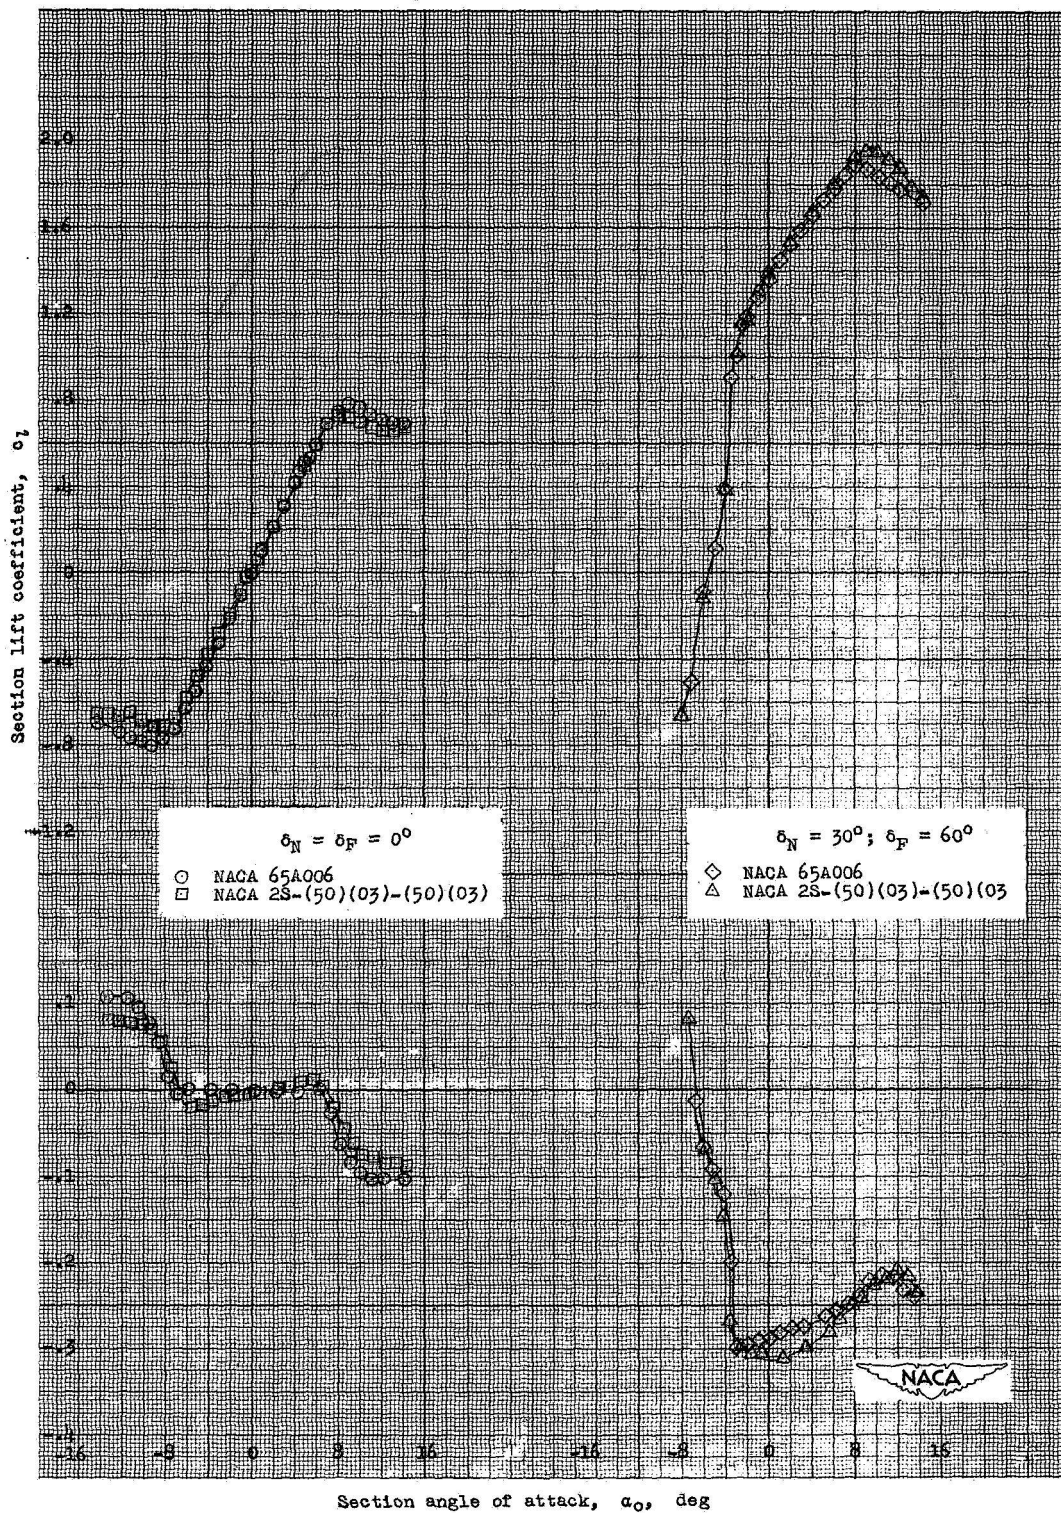 2.0
1.6
1.2
.8
.4
0
-.4
-.8
-1.2
Section lift coefficient, c_l
δ_N = δ_F = 0°
○ NACA 65A006
□ NACA 2S-(50)(03)-(50)(03)
δ_N = 30°; δ_F = 60°
◇ NACA 65A006
△ NACA 2S-(50)(03)-(50)(03
.1
0
-.1
-.2
-.3
-.4
NACA
-16 -8 0 8 16 -16 -8 0 8 16
Section angle of attack, α_o, deg